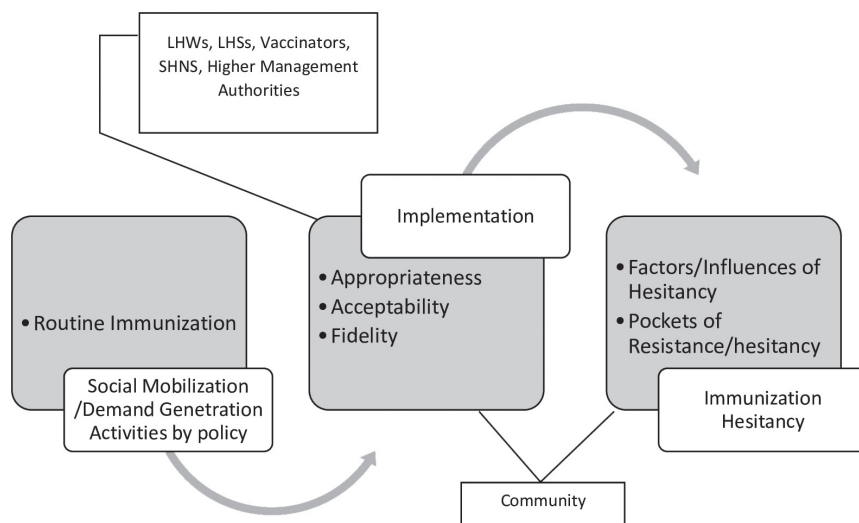 LHWs, LHSs, Vaccinators,
SHNS, Higher Management
Authorities
Implementation
• Routine Immunization
Social Mobilization
/Demand Genetration
Activities by policy
• Appropriateness
• Acceptability
• Fidelity
• Factors/Influences of
Hesitancy
• Pockets of
Resistance/hesitancy
Immunization
Hesitancy
Community